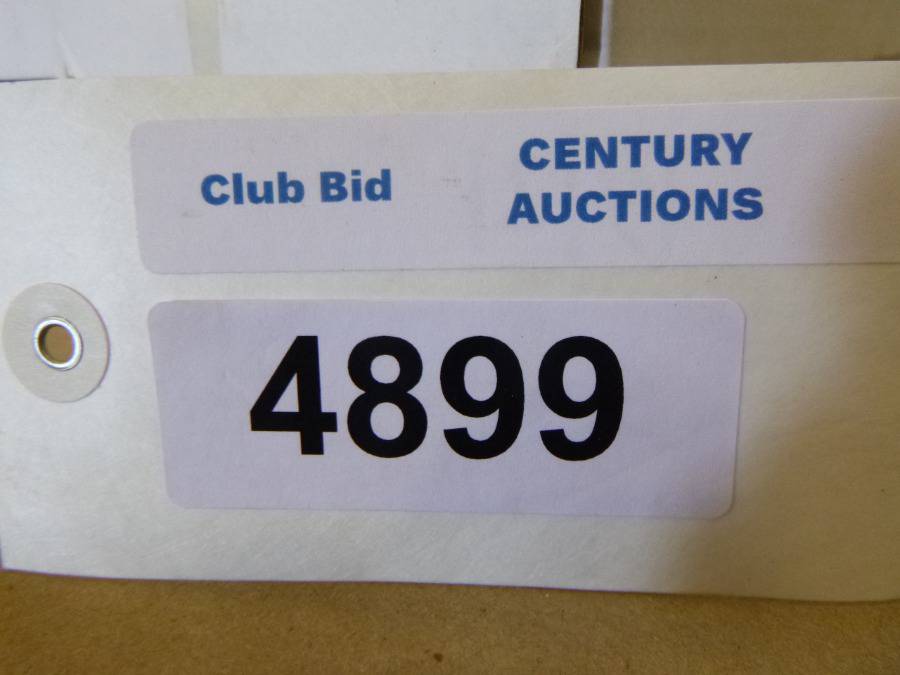 Club Bid
CENTURY
AUCTIONS
4899